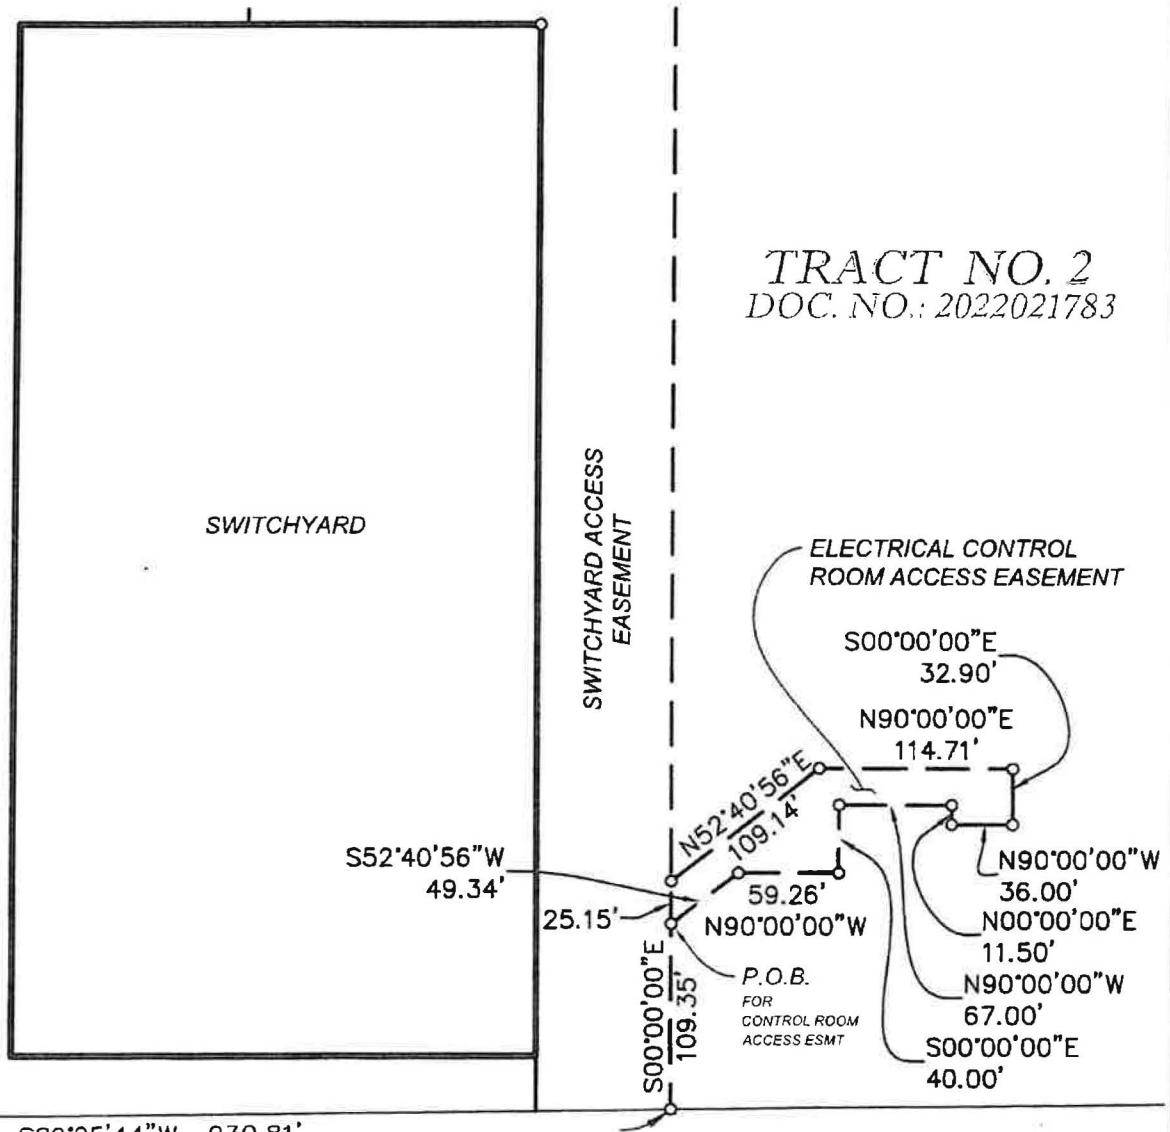 TRACT NO. 2
DOC. NO.: 2022021783
SWITCHYARD
SWITCHYARD ACCESS
EASEMENT
ELECTRICAL CONTROL
ROOM ACCESS EASEMENT
S00°00'00"E
32.90'
N90°00'00"E
114.71'
N52°40'56"E
109.14'
S52°40'56"W
49.34'
25.15'
59.26'
N90°00'00"W
N90°00'00"W
36.00'
N00°00'00"E
11.50'
N90°00'00"W
67.00'
S00°00'00"E
40.00'
P.O.B.
FOR
CONTROL ROOM
ACCESS ESMT
S00°00'00"E
109.35'